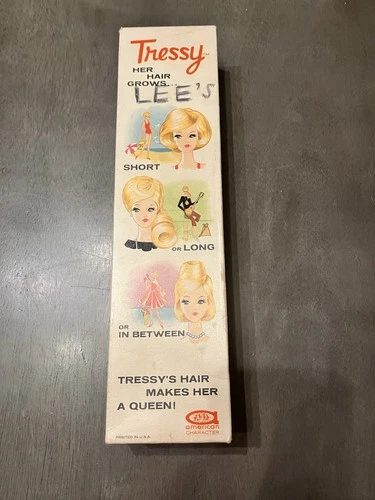 Tressy
HER
HAIR
GROWS...
LEE'S
SHORT
OR LONG
OR
IN BETWEEN
TRESSY'S HAIR
MAKES HER
A QUEEN!
american
CHARACTER
PRINTED IN U.S.A.